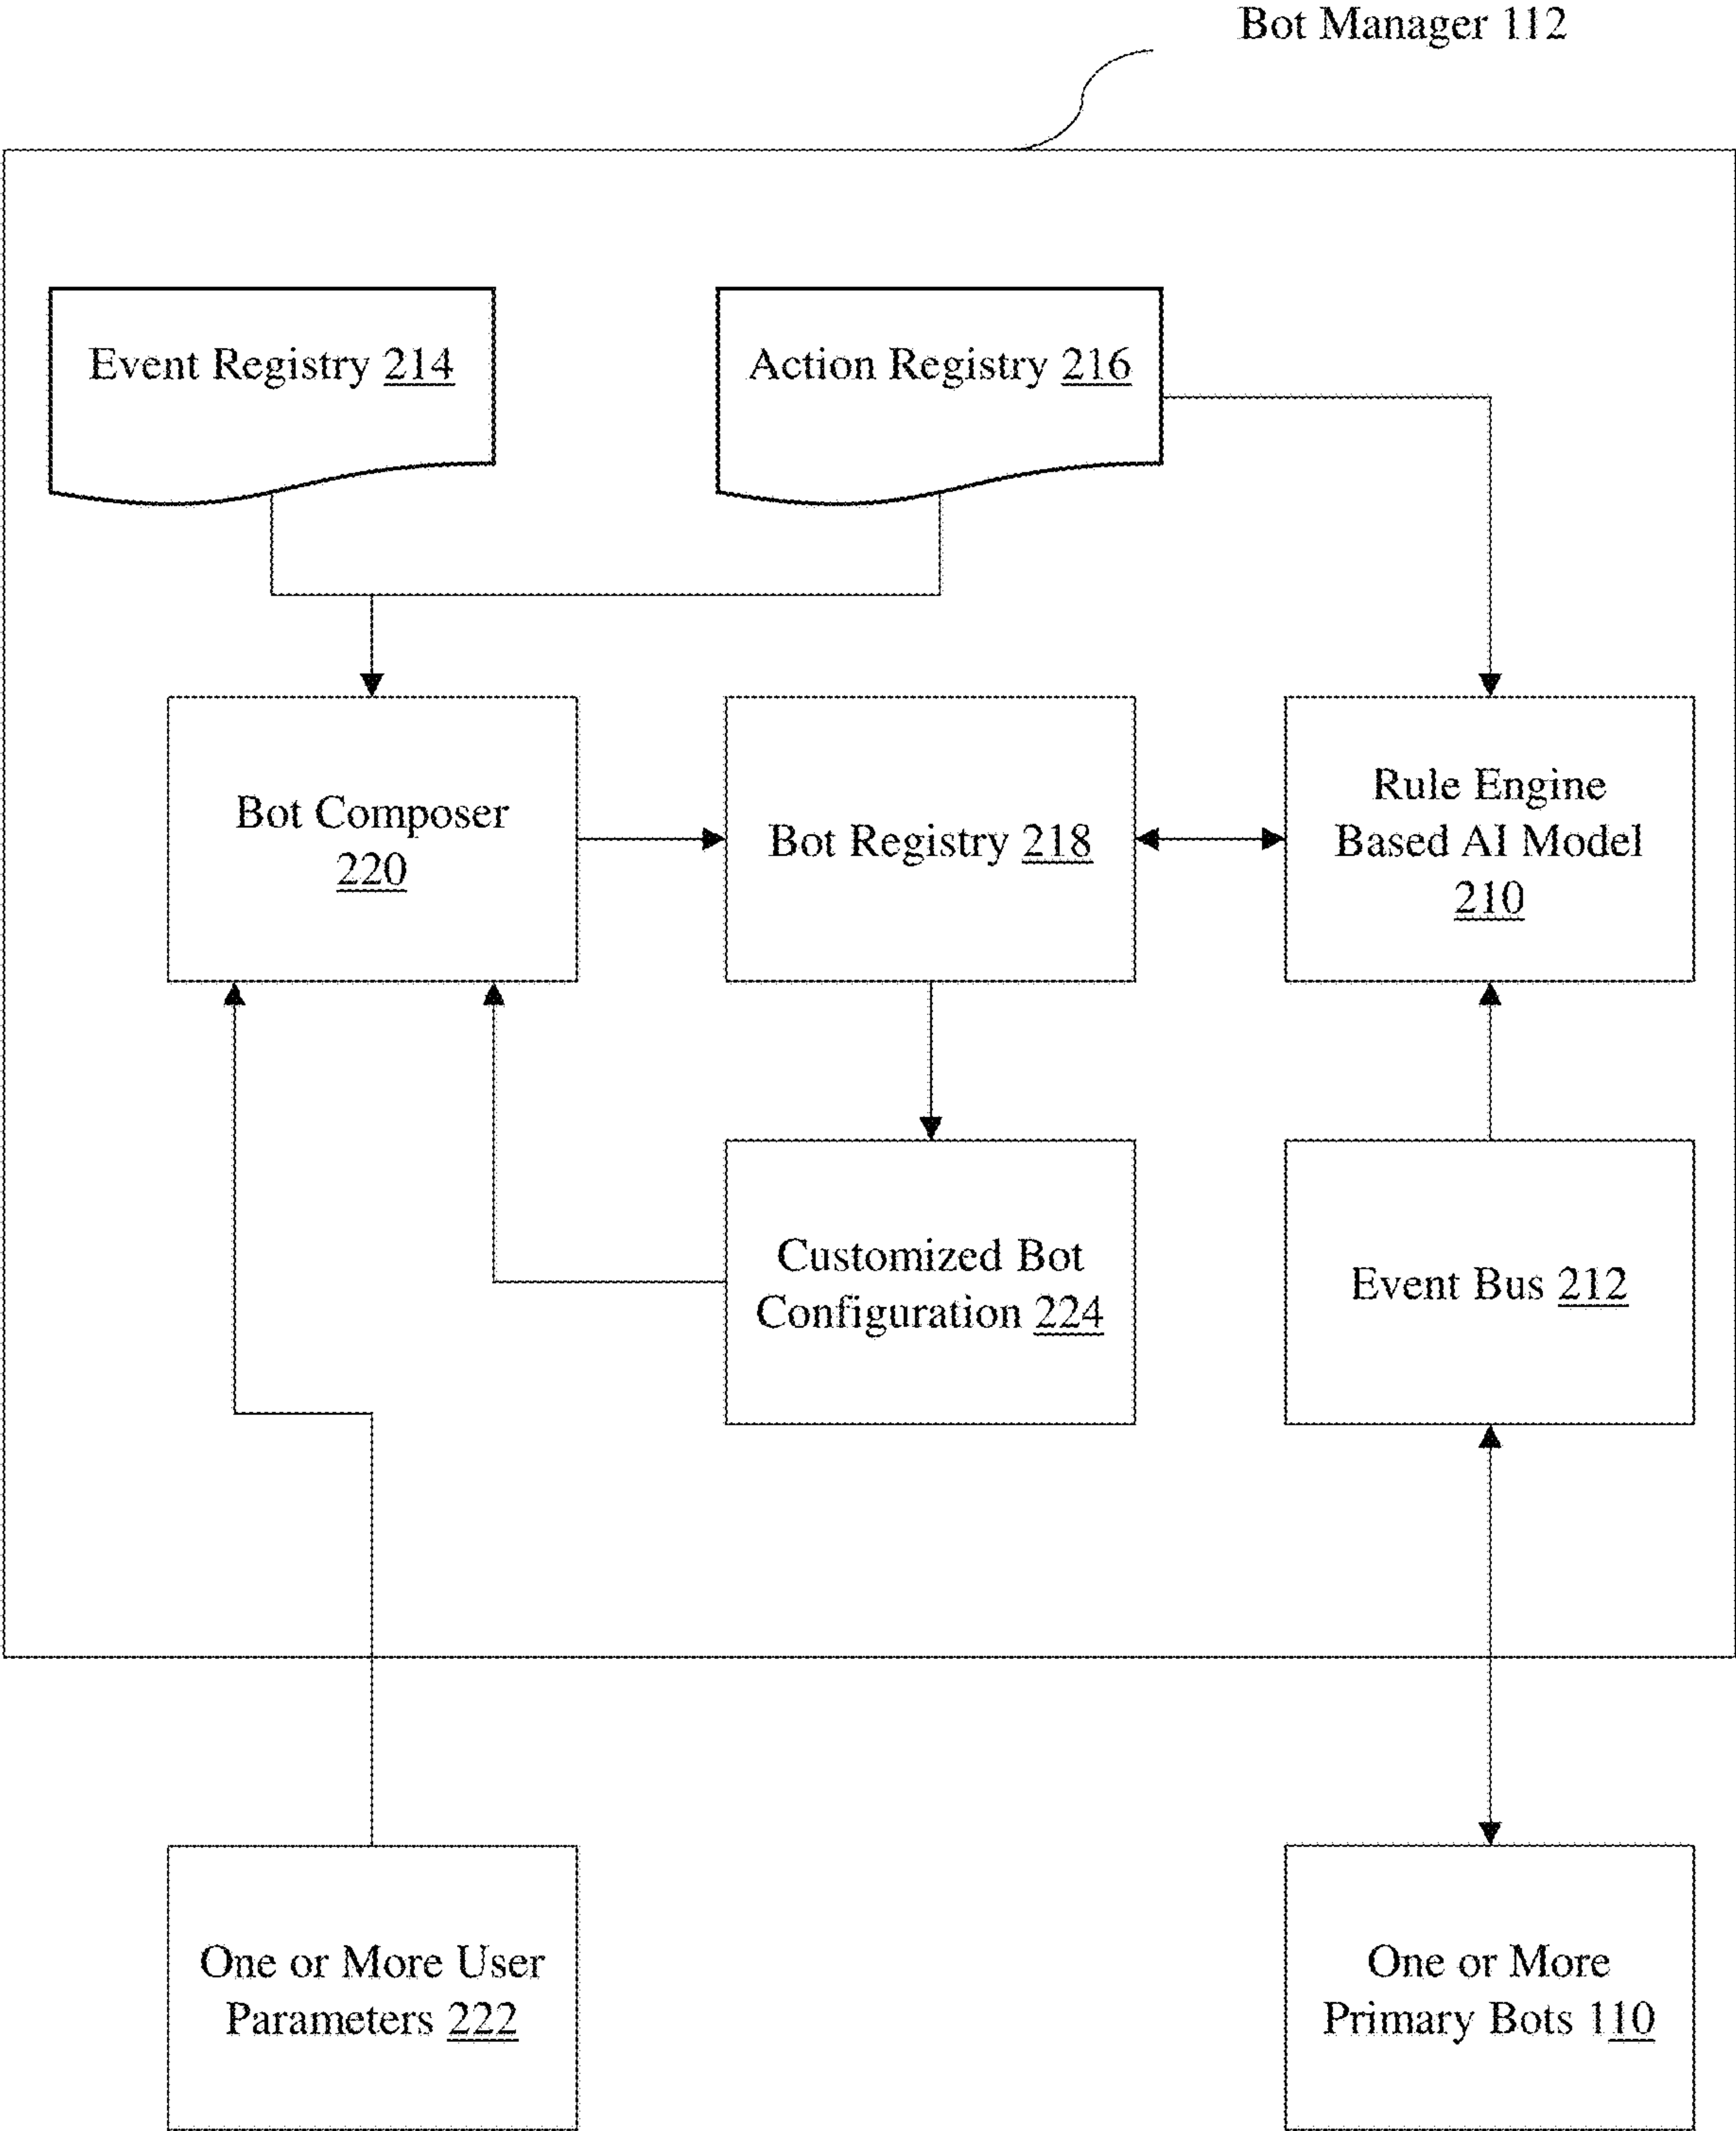 Bot Manager 112
Event Registry 214
Action Registry 216
Bot Composer
220
Bot Registry 218
Rule Engine
Based AI Model
210
Customized Bot
Configuration 224
Event Bus 212
One or More User
Parameters 222
One or More
Primary Bots 110